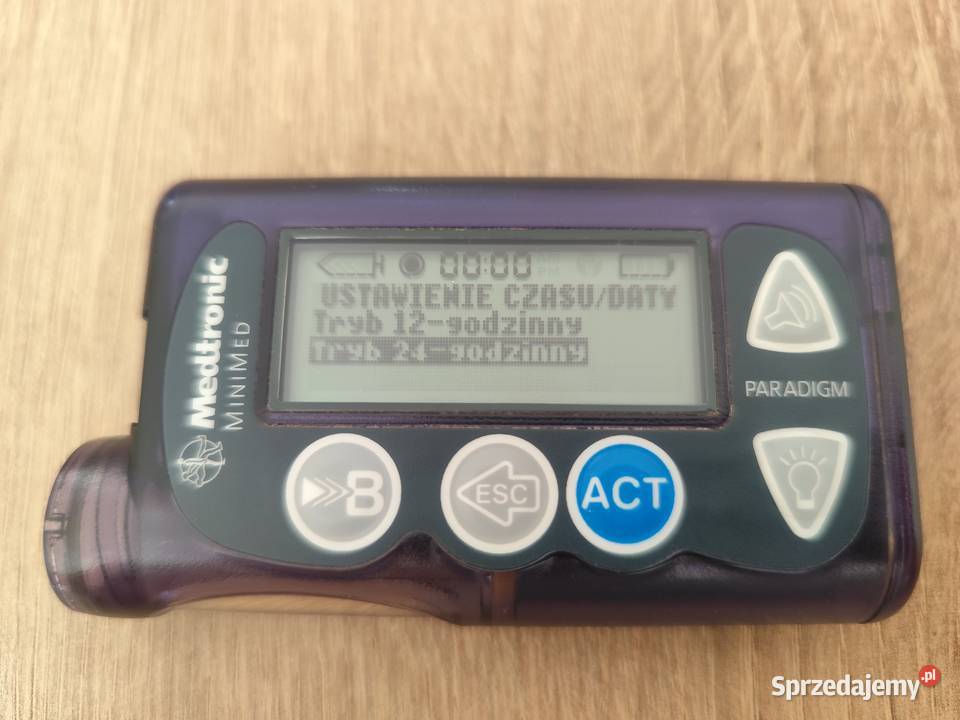 00:00
USTAWIENIE CZASU/DATY
Tryb 12-godzinny
Tryb 24-godzinny
Medtronic
MINIMED
PARADIGM
B
ESC
ACT
Sprzedajemy.pl